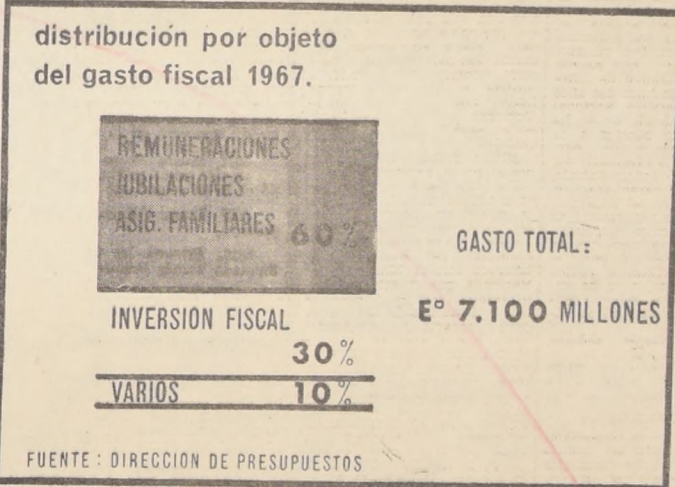 distribución por objeto
del gasto fiscal 1967.
REMUNERACIONES
JUBILACIONES
ASIG. FAMILIARES 60%
GASTO TOTAL:
E° 7.100 MILLONES
INVERSION FISCAL
30%
VARIOS 10%
FUENTE: DIRECCION DE PRESUPUESTOS